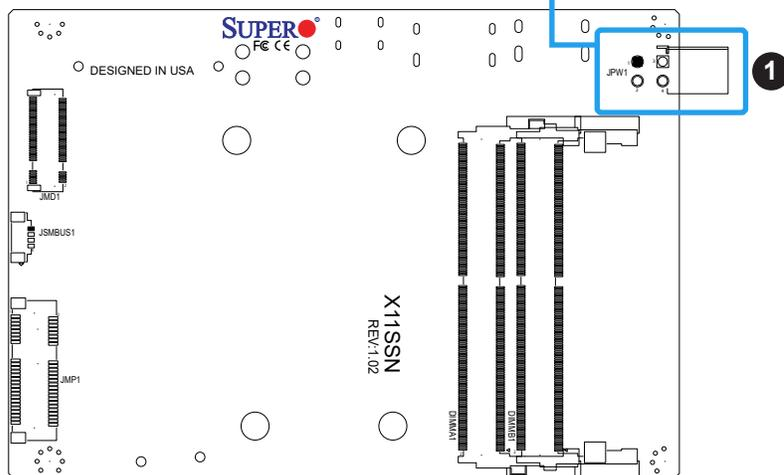 SUPER
FC CE
DESIGNED IN USA
JPW1
1
JMD1
JSMBUS1
X11SSN
REV:1.02
JMP1
DIMMA1
DIMMB1